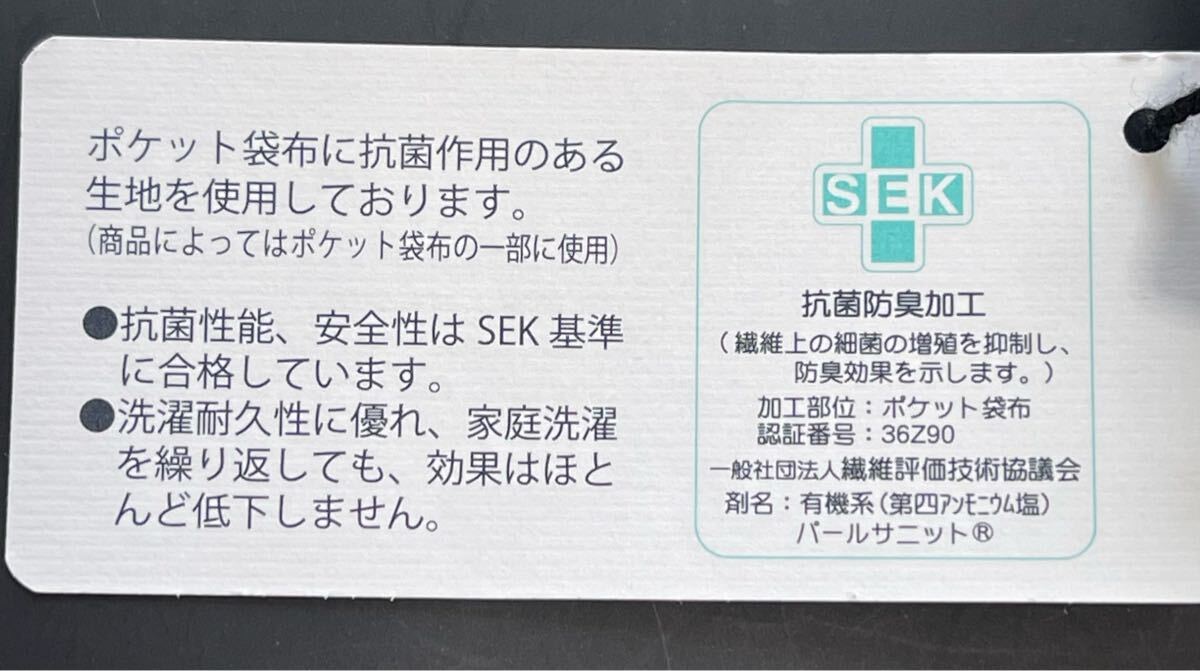 ポケット袋布に抗菌作用のある
生地を使用しております。
(商品によってはポケット袋布の一部に使用)
●抗菌性能、安全性は SEK 基準
に合格しています。
●洗濯耐久性に優れ、家庭洗濯
を繰り返しても、効果はほと
んど低下しません。
SEK
抗菌防臭加工
(繊維上の細菌の増殖を抑制し、
防臭効果を示します。)
加工部位：ポケット袋布
認証番号：36Z90
一般社団法人繊維評価技術協議会
剤名：有機系(第四アンモニウム塩)
パールサニット®